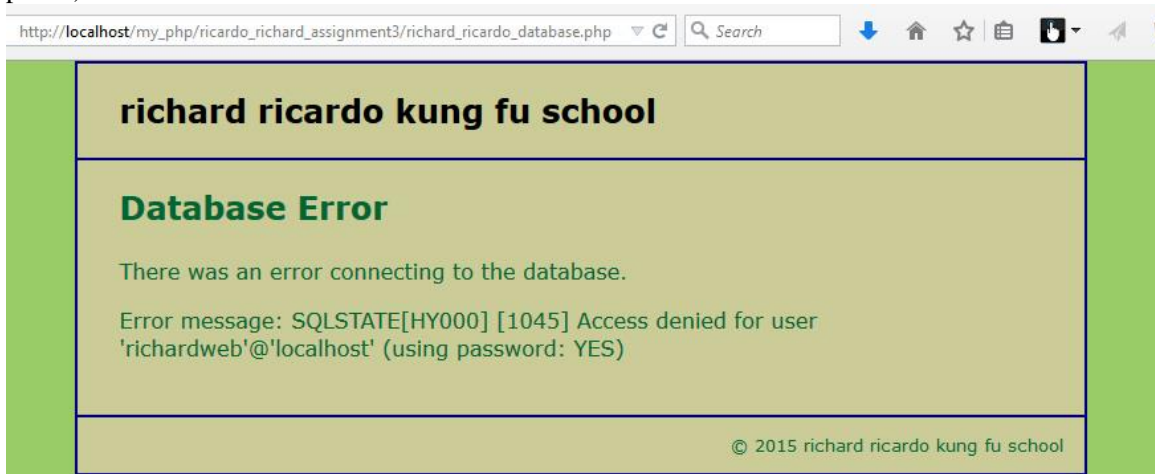 http://localhost/my_php/ricardo_richard_assignment3/richard_ricardo_database.php
Search
richard ricardo kung fu school
Database Error
There was an error connecting to the database.
Error message: SQLSTATE[HY000] [1045] Access denied for user
'richardweb'@'localhost' (using password: YES)
© 2015 richard ricardo kung fu school